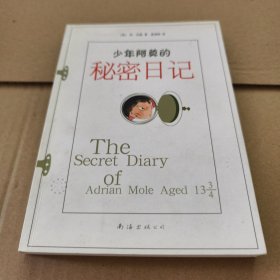 少年阿莫的
秘密日记
The
Secret Diary
of
Adrian Mole Aged 13¾
南海出版公司